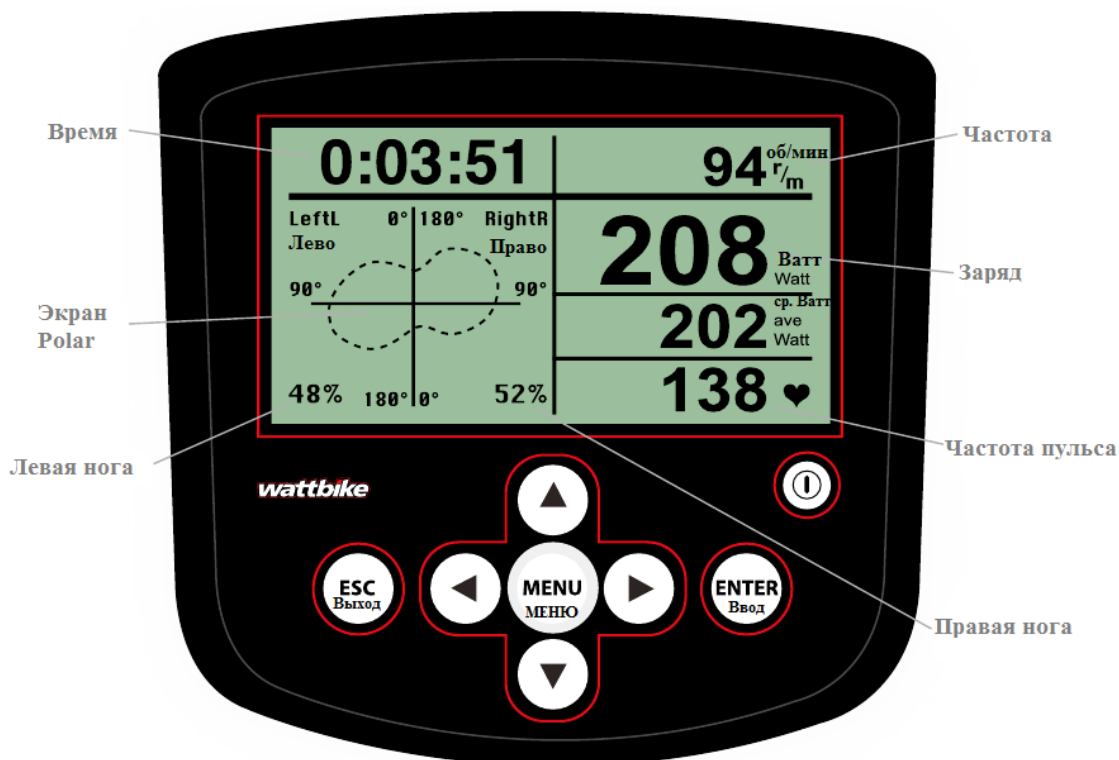 Время
Частота
0:03:51
94 об/мин r/m
LeftL 0° 180° RightR
Лево
Право
208 Ватт Watt
Заряд
90°
90°
Экран
Polar
202 ср. Ватт ave Watt
48% 180° 0° 52%
138
Левая нога
Частота пульса
wattbike
ESC
Выход
MENU
МЕНЮ
ENTER
Ввод
Правая нога